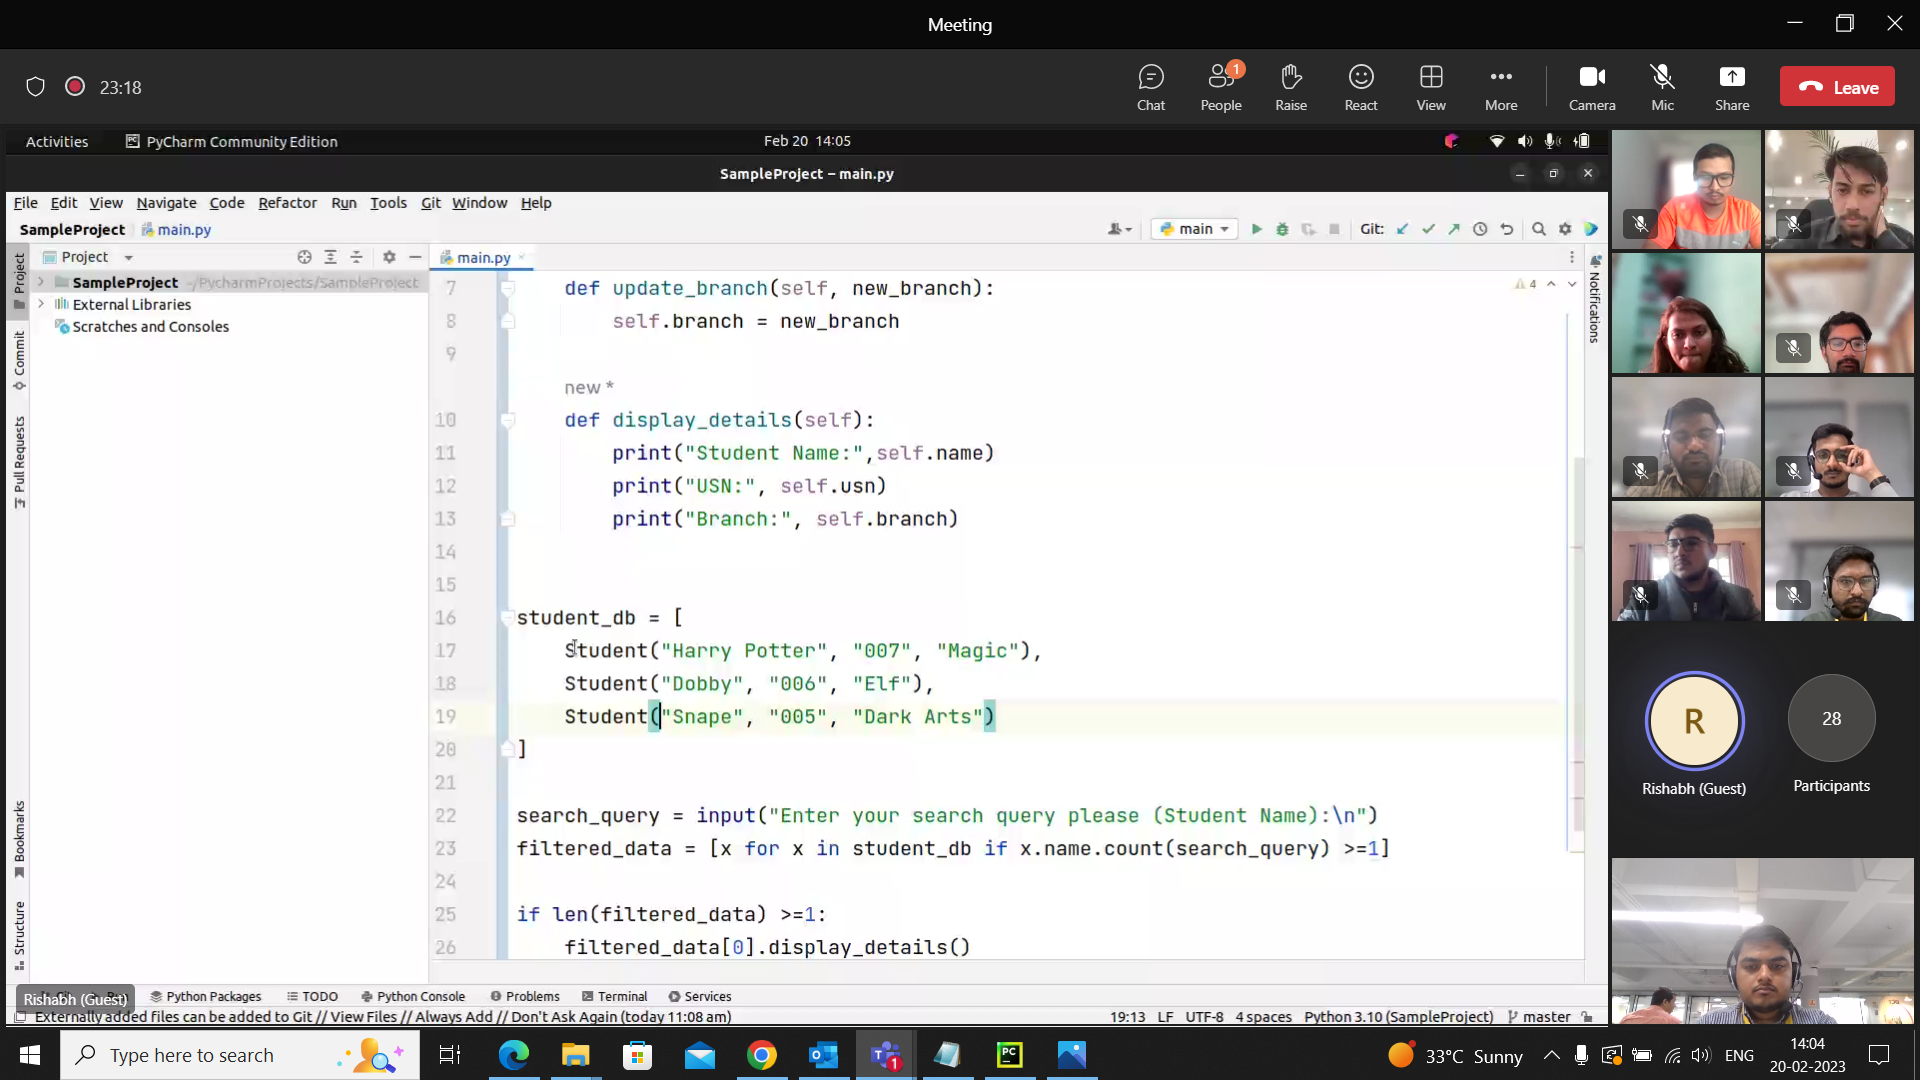 Meeting
23:18
Chat
People
1
Raise
React
View
More
Camera
Mic
Share
Leave
Activities
PyCharm Community Edition
Feb 20 14:05
SampleProject – main.py
File Edit View Navigate Code Refactor Run Tools Git Window Help
SampleProject main.py
main
Git:
Project
main.py
SampleProject ~/PycharmProjects/SampleProject
External Libraries
Scratches and Consoles
Project
Commit
Pull Requests
Bookmarks
Structure
Notifications
4
7 def update_branch(self, new_branch):
8 self.branch = new_branch
9
new *
10 def display_details(self):
11 print("Student Name:",self.name)
12 print("USN:", self.usn)
13 print("Branch:", self.branch)
14
15
16 student_db = [
17 Student("Harry Potter", "007", "Magic"),
18 Student("Dobby", "006", "Elf"),
19 Student("Snape", "005", "Dark Arts")
20 ]
21
22 search_query = input("Enter your search query please (Student Name):\n")
23 filtered_data = [x for x in student_db if x.name.count(search_query) >=1]
24
25 if len(filtered_data) >=1:
26 filtered_data[0].display_details()
Rishabh (Guest)
Python Packages
TODO
Python Console
Problems
Terminal
Services
Externally added files can be added to Git // View Files // Always Add // Don't Ask Again (today 11:08 am)
19:13 LF UTF-8 4 spaces Python 3.10 (SampleProject) master
R
Rishabh (Guest)
28
Participants
Type here to search
1
33°C Sunny
ENG
14:04
20-02-2023